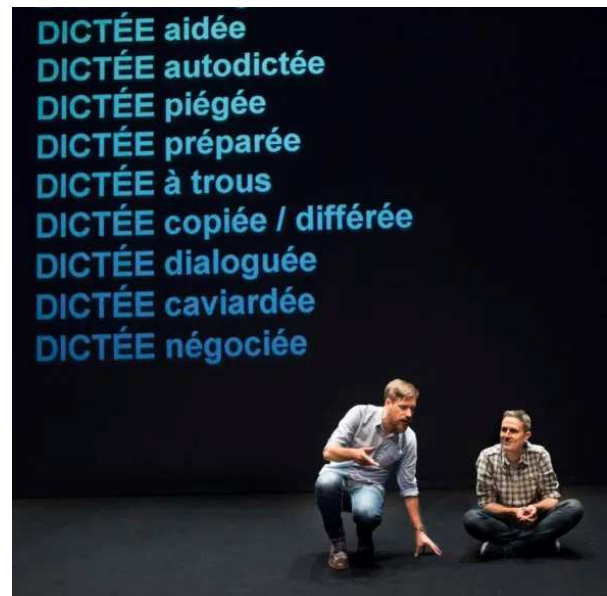 DICTÉE aidée
DICTÉE autodictée
DICTÉE piégée
DICTÉE préparée
DICTÉE à trous
DICTÉE copiée / différée
DICTÉE dialoguée
DICTÉE caviardée
DICTÉE négociée